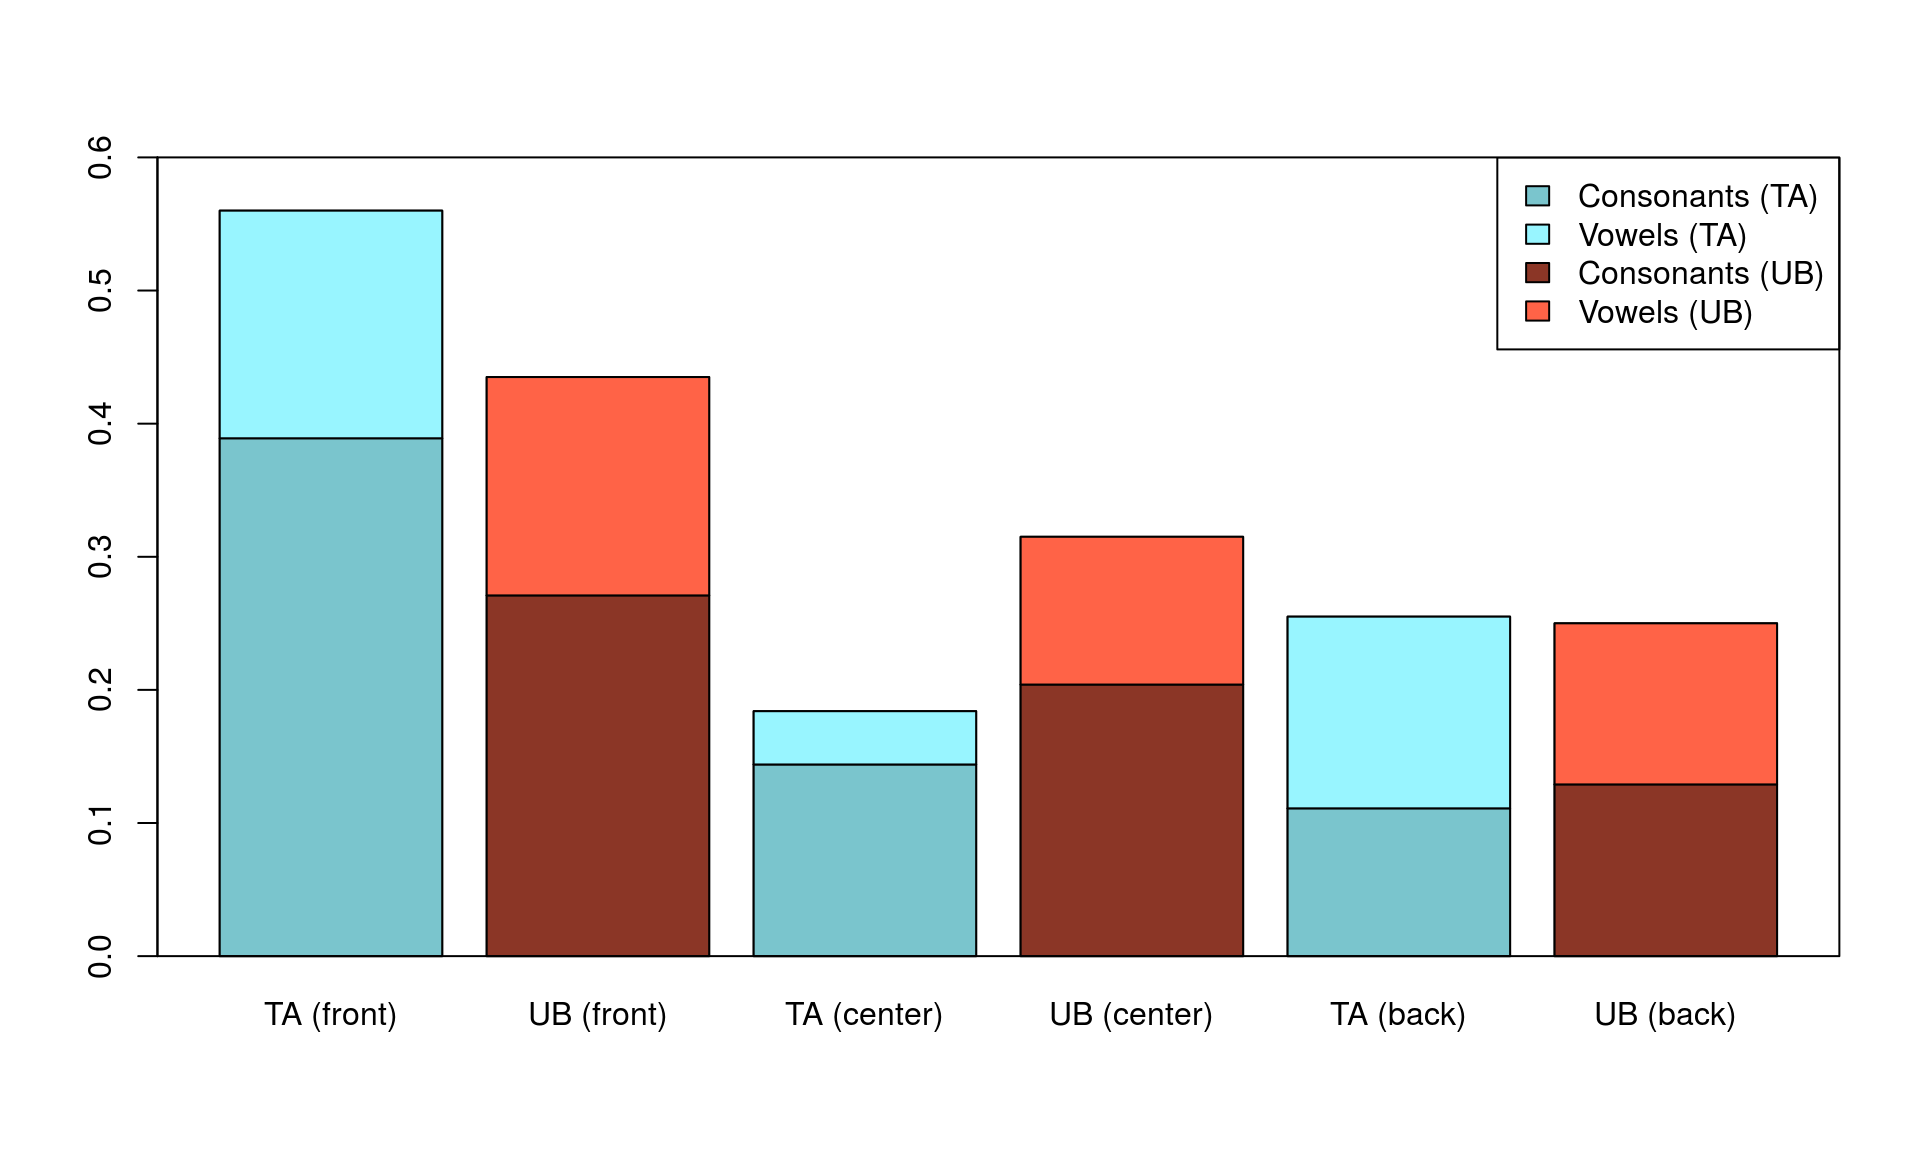 0.6
0.5
0.4
0.3
0.2
0.1
0.0
Consonants (TA)
Vowels (TA)
Consonants (UB)
Vowels (UB)
TA (front)
UB (front)
TA (center)
UB (center)
TA (back)
UB (back)